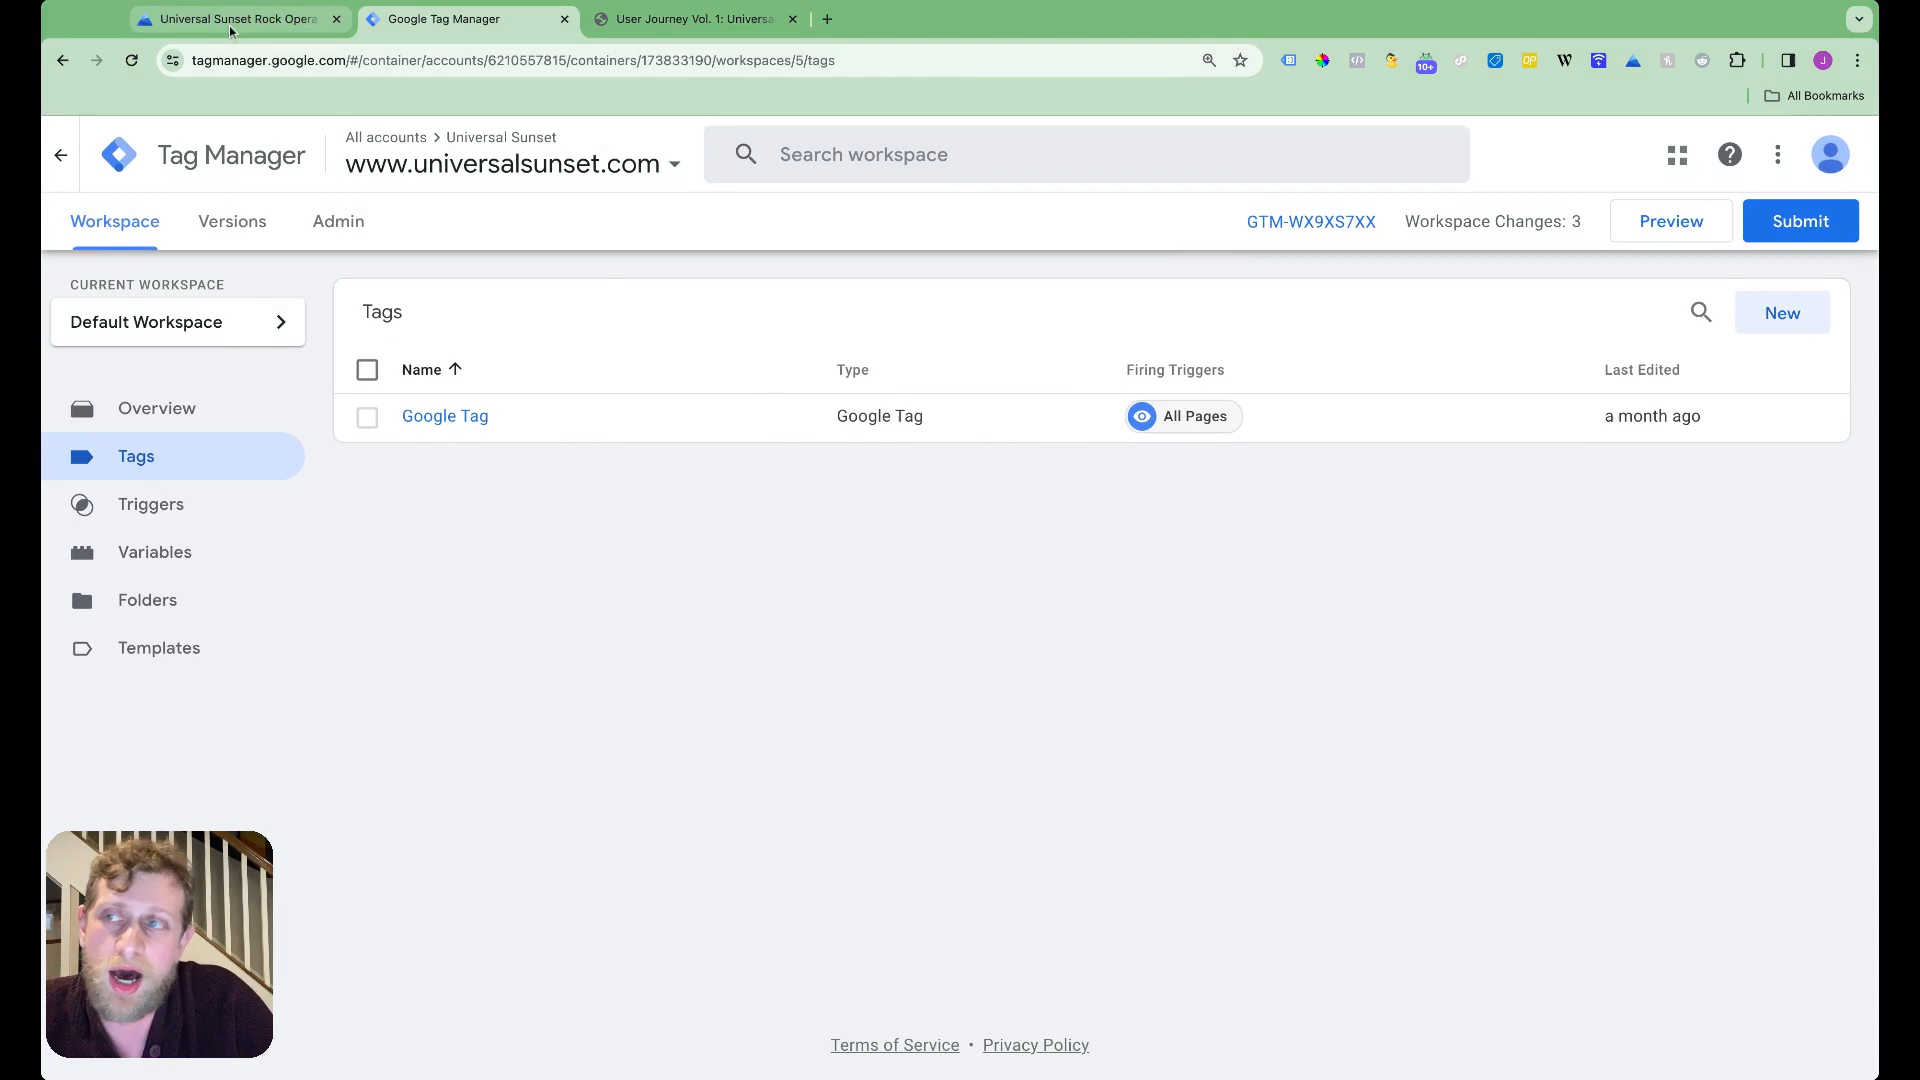 Universal Sunset Rock Opera
Google Tag Manager
User Journey Vol. 1: Universa
tagmanager.google.com/#/container/accounts/6210557815/containers/173833190/workspaces/5/tags
10+
OP
W
J
All Bookmarks
Tag Manager
All accounts > Universal Sunset
www.universalsunset.com
Search workspace
Workspace
Versions
Admin
GTM-WX9XS7XX
Workspace Changes: 3
Preview
Submit
CURRENT WORKSPACE
Default Workspace
Overview
Tags
Triggers
Variables
Folders
Templates
Tags
New
Name
Type
Firing Triggers
Last Edited
Google Tag
Google Tag
All Pages
a month ago
Terms of Service • Privacy Policy